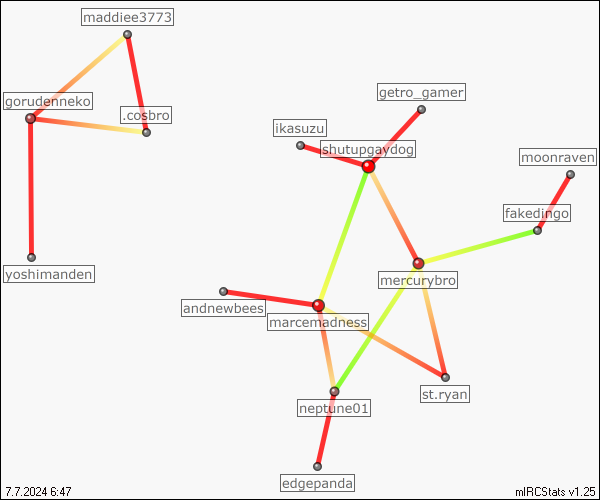 maddiee3773
gorudenneko
.cosbro
getro_gamer
ikasuzu
shutupgaydog
moonraven
fakedingo
yoshimanden
mercurybro
andnewbees
marcemadness
st.ryan
neptune01
edgepanda
7.7.2024 6:47
mIRCStats v1.25